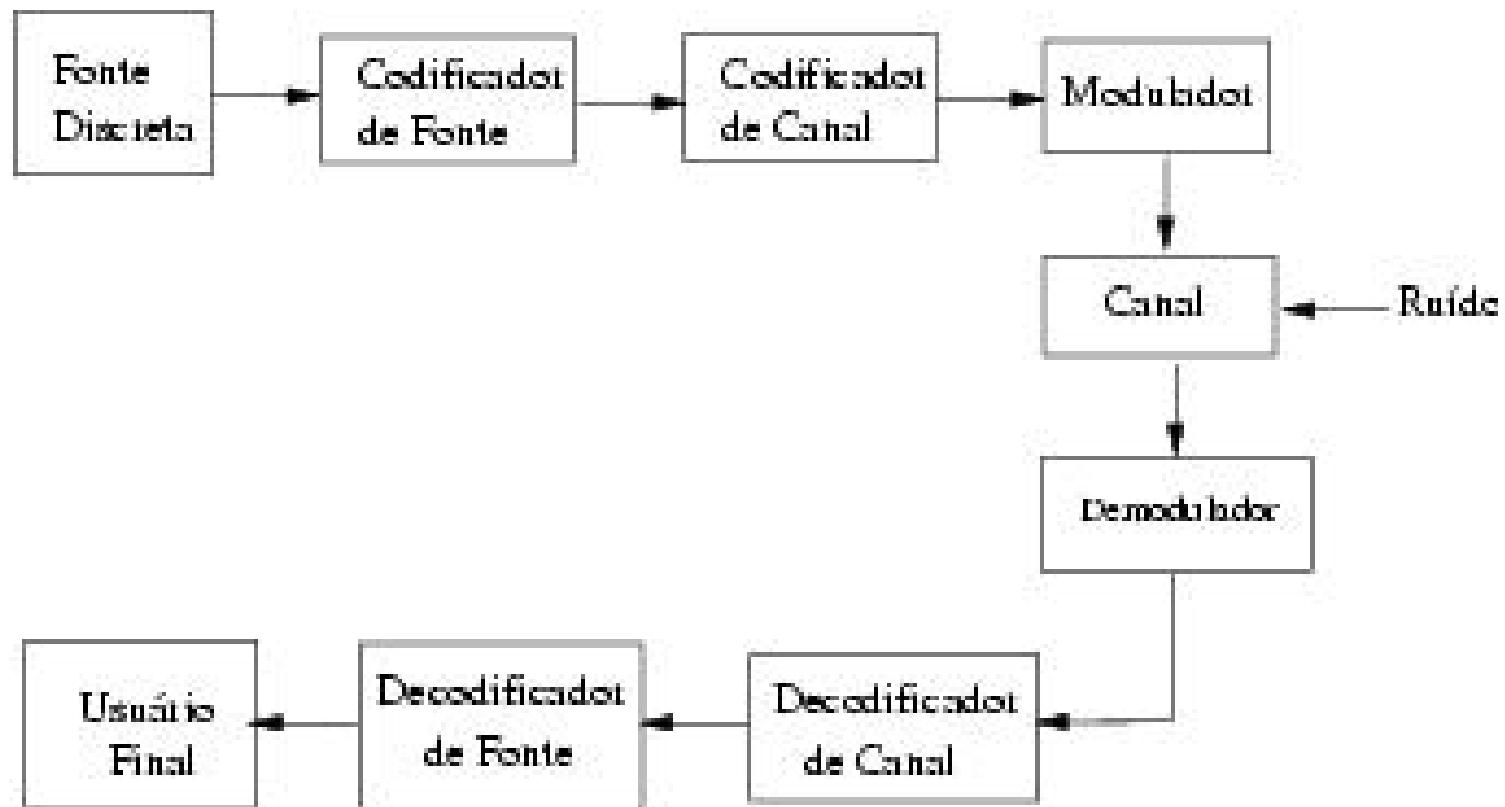 Fonte
Discreta
Codificador
de Fonte
Codificador
de Canal
Modulador
Canal
Ruído
Demodulador
Decodificador
de Canal
Decodificador
de Fonte
Usuário
Final